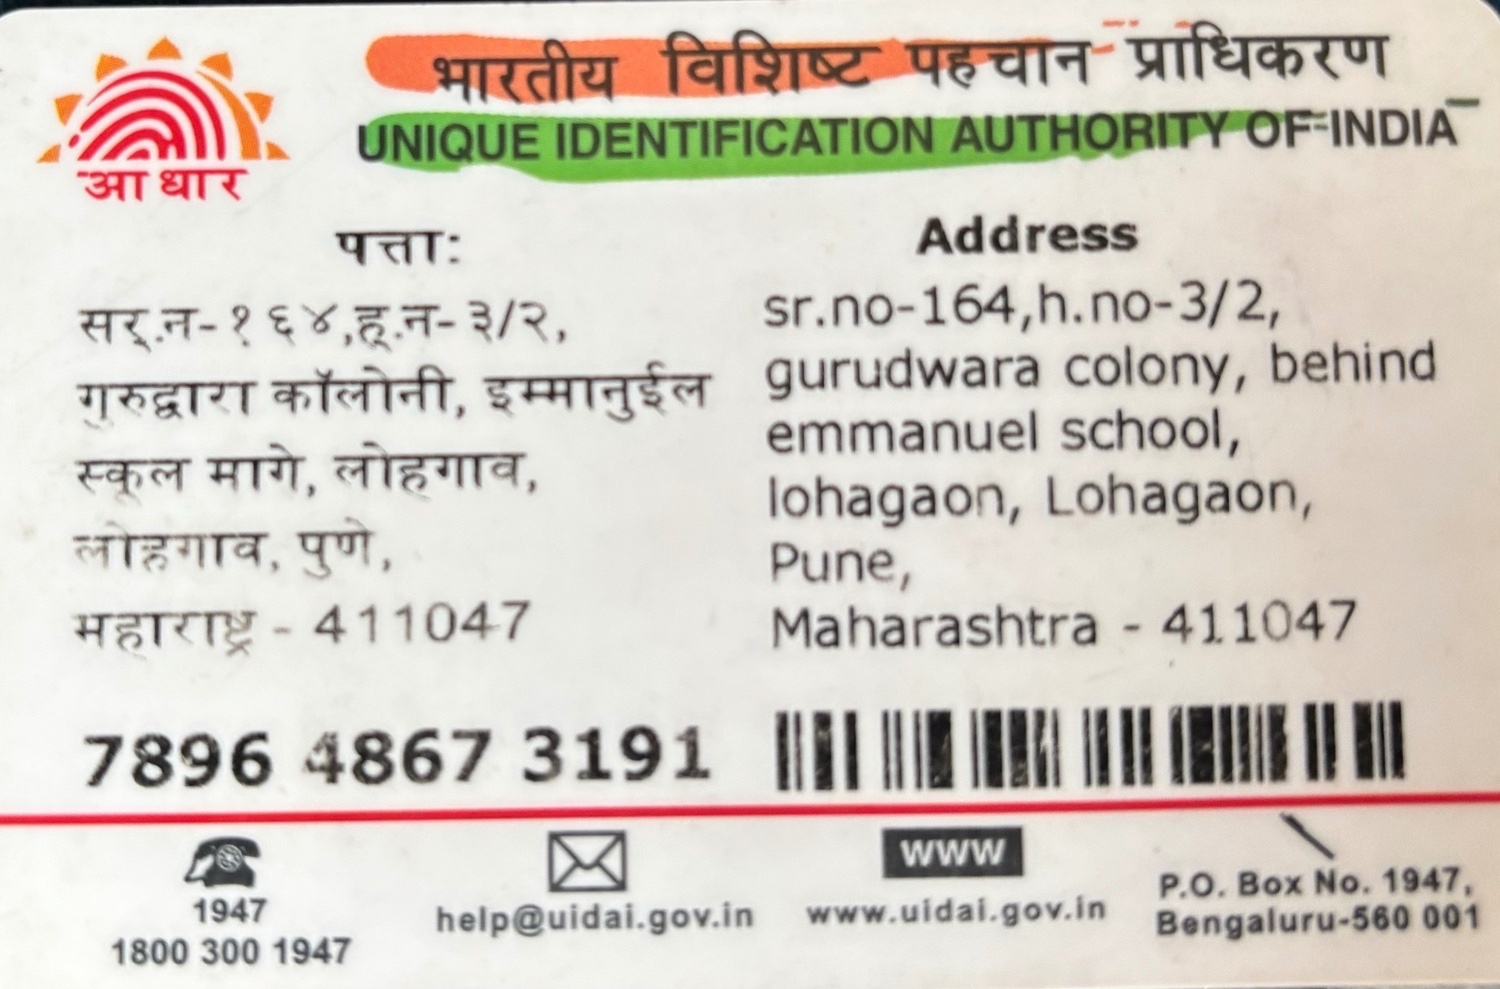 भारतीय विशिष्ट पहचान प्राधिकरण
UNIQUE IDENTIFICATION AUTHORITY OF INDIA
आधार
पत्ता:
सर्.न-१६४,हू.न-३/२,
गुरुद्वारा कॉलोनी, इम्मानुईल
स्कूल मागे, लोहगाव,
लोहगाव, पुणे,
महाराष्ट्र - 411047
Address
sr.no-164,h.no-3/2,
gurudwara colony, behind
emmanuel school,
lohagaon, Lohagaon,
Pune,
Maharashtra - 411047
7896 4867 3191
1947
1800 300 1947
help@uidai.gov.in
www
www.uidai.gov.in
P.O. Box No. 1947,
Bengaluru-560 001